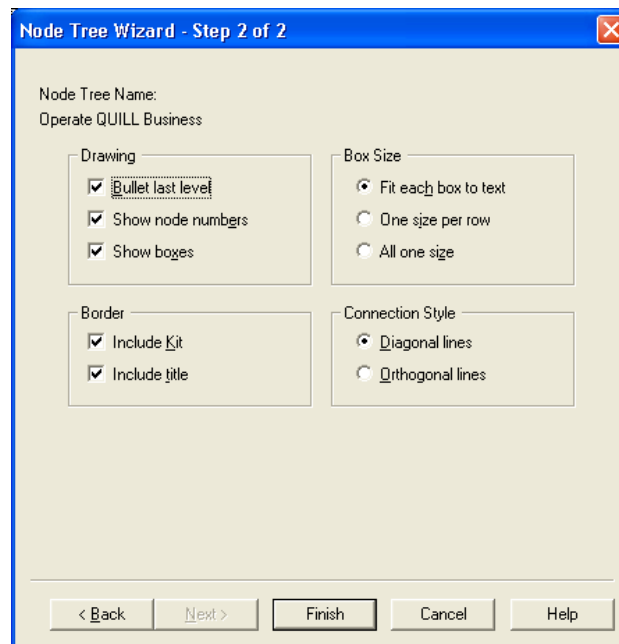 Node Tree Wizard - Step 2 of 2
Node Tree Name:
Operate QUILL Business
Drawing
Bullet last level
Show node numbers
Show boxes
Box Size
Fit each box to text
One size per row
All one size
Border
Include Kit
Include title
Connection Style
Diagonal lines
Orthogonal lines
< Back Next > Finish Cancel Help